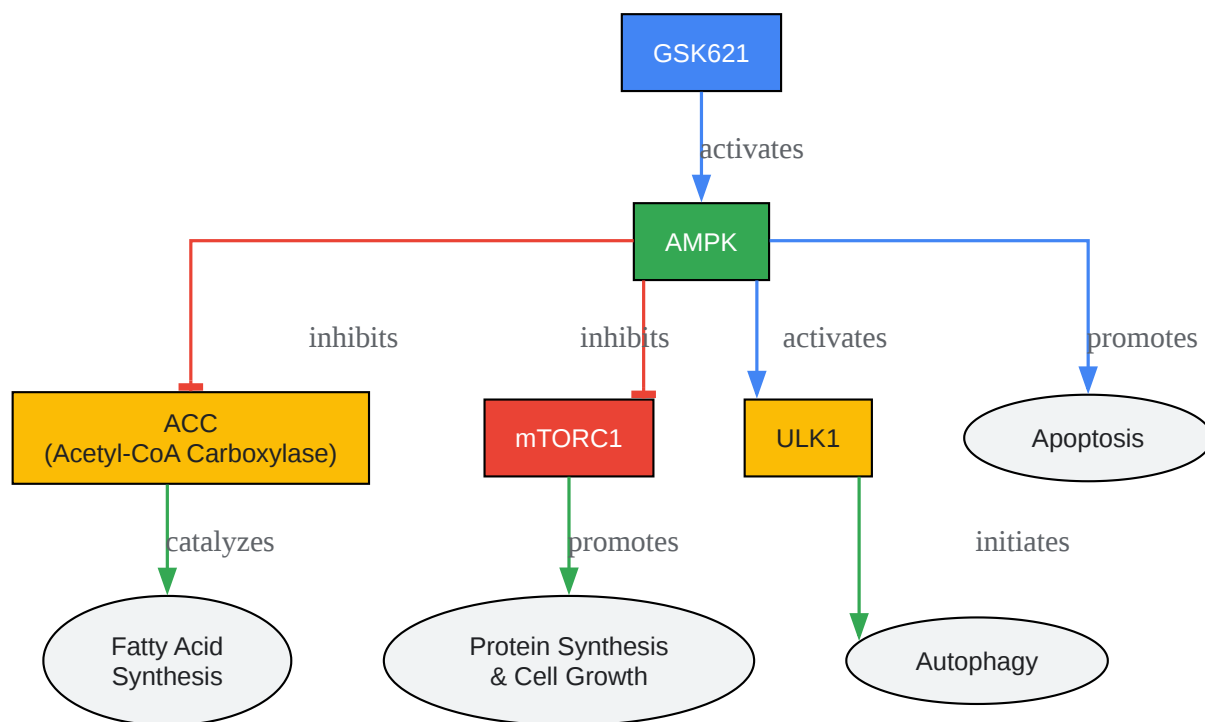 GSK621
activates
AMPK
inhibits
inhibits
activates
promotes
ACC
(Acetyl-CoA Carboxylase)
mTORC1
ULK1
Apoptosis
catalyzes
promotes
initiates
Fatty Acid
Synthesis
Protein Synthesis
& Cell Growth
Autophagy